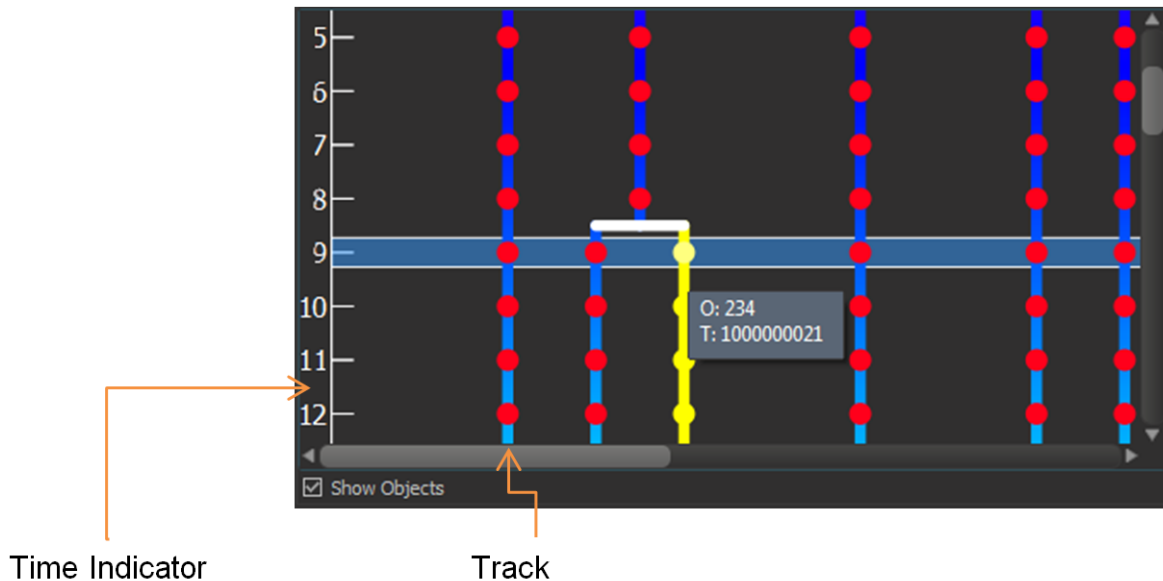 5
6
7
8
9
10
11
12
O: 234
T: 1000000021
Show Objects
Time Indicator
Track